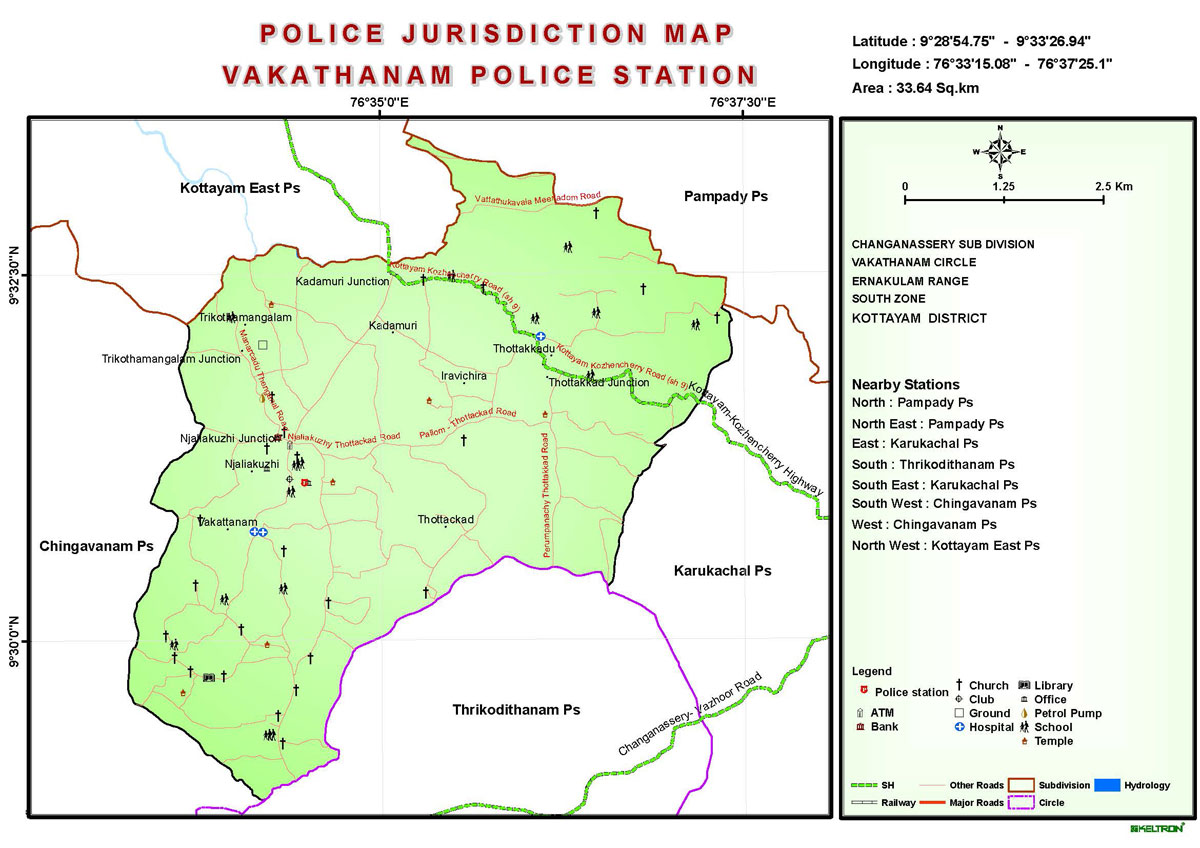 POLICE JURISDICTION MAP
VAKATHANAM POLICE STATION
Latitude : 9°28'54.75" - 9°33'26.94"
Longitude : 76°33'15.08" - 76°37'25.1"
Area : 33.64 Sq.km
76°35'0"E
76°37'30"E
9°32'30"N
9°30'0"N
Kottayam East Ps
Pampady Ps
Vattathukavala Meenadom Road
Kottayam Kozhencherry Road (sh 9)
Kadamuri Junction
Trikothamangalam
Kadamuri
Manarcadu Thenganal Road
Trikothamangalam Junction
Thottakkadu
Kottayam Kozhencherry Road (sh 9)
Iravichira
Thottakkad Junction
Kottayam-Kozhencherry Highway
Njaliakuzhi Junction
Njaliakuzhy Thottackad Road
Pallom - Thottackad Road
Perumpanachy Thottakkad Road
Njaliakuzhi
Vakattanam
Thottackad
Chingavanam Ps
Karukachal Ps
Thrikodithanam Ps
Changanassery- Vazhoor Road
N
W
E
S
0
1.25
2.5 Km
CHANGANASSERY SUB DIVISION
VAKATHANAM CIRCLE
ERNAKULAM RANGE
SOUTH ZONE
KOTTAYAM DISTRICT
Nearby Stations
North : Pampady Ps
North East : Pampady Ps
East : Karukachal Ps
South : Thrikodithanam Ps
South East : Karukachal Ps
South West : Chingavanam Ps
West : Chingavanam Ps
North West : Kottayam East Ps
Legend
Police station
ATM
Bank
Church
Club
Ground
Hospital
Library
Office
Petrol Pump
School
Temple
SH
Other Roads
Subdivision
Hydrology
Railway
Major Roads
Circle
KELTRON